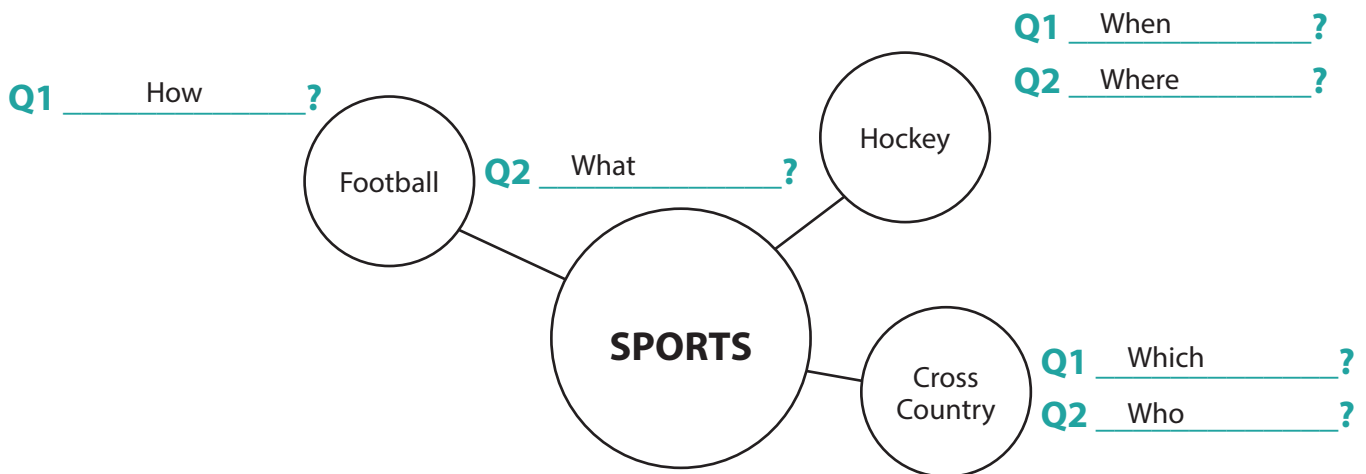 Q1 How ?
Football
Q2 What ?
Q1 When ?
Q2 Where ?
Hockey
SPORTS
Cross
Country
Q1 Which ?
Q2 Who ?